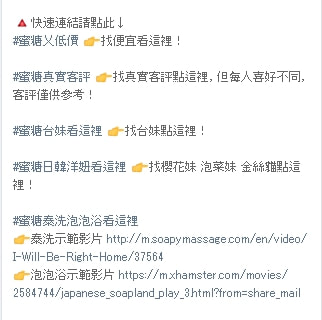 🔺快速連結請點此↓
#蜜糖又低價 👉找便宜看這裡！
#蜜糖真實客評 👉找真實客評點這裡，但每人喜好不同，
客評僅供參考！
#蜜糖台妹看這裡 👉找台妹點這裡！
#蜜糖日韓洋妞看這裡 👉找櫻花妹 泡菜妹 金絲貓點這
裡！
#蜜糖泰洗泡泡浴看這裡
👉泰洗示範影片 http://m.soapymassage.com/en/video/
I-Will-Be-Right-Home/37564
👉泡泡浴示範影片 https://m.xhamster.com/movies/
2584744/japanese_soapland_play_3.html?from=share_mail